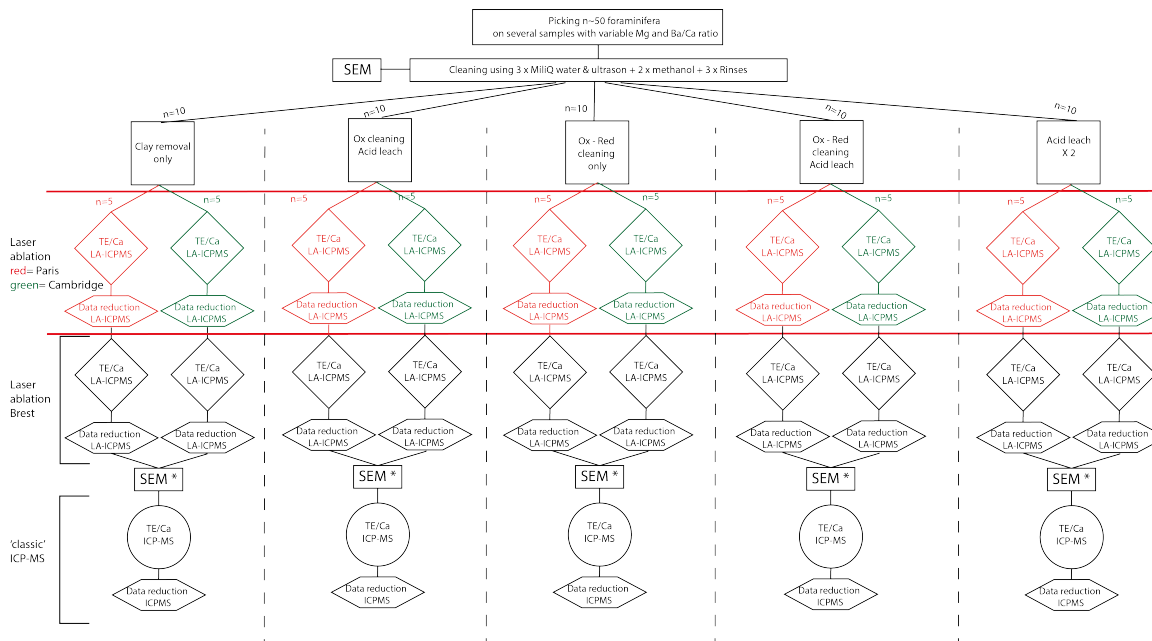 Picking n~50 foraminifera
on several samples with variable Mg and Ba/Ca ratio
SEM
Cleaning using 3 x MiliQ water & ultrason + 2 x methanol + 3 x Rinses
n=10
n=10
n=10
n=10
n=10
Clay removal
only
Ox cleaning
Acid leach
Ox - Red
cleaning
only
Ox - Red
cleaning
Acid leach
Acid leach
X 2
n=5
n=5
n=5
n=5
n=5
n=5
n=5
n=5
n=5
n=5
Laser
ablation
red= Paris
green= Cambridge
TE/Ca
LA-ICPMS
TE/Ca
LA-ICPMS
TE/Ca
LA-ICPMS
TE/Ca
LA-ICPMS
TE/Ca
LA-ICPMS
TE/Ca
LA-ICPMS
TE/Ca
LA-ICPMS
TE/Ca
LA-ICPMS
TE/Ca
LA-ICPMS
TE/Ca
LA-ICPMS
Data reduction
LA-ICPMS
Data reduction
LA-ICPMS
Data reduction
LA-ICPMS
Data reduction
LA-ICPMS
Data reduction
LA-ICPMS
Data reduction
LA-ICPMS
Data reduction
LA-ICPMS
Data reduction
LA-ICPMS
Data reduction
LA-ICPMS
Data reduction
LA-ICPMS
Laser
ablation
Brest
TE/Ca
LA-ICPMS
TE/Ca
LA-ICPMS
TE/Ca
LA-ICPMS
TE/Ca
LA-ICPMS
TE/Ca
LA-ICPMS
TE/Ca
LA-ICPMS
TE/Ca
LA-ICPMS
TE/Ca
LA-ICPMS
TE/Ca
LA-ICPMS
TE/Ca
LA-ICPMS
Data reduction
LA-ICPMS
Data reduction
LA-ICPMS
Data reduction
LA-ICPMS
Data reduction
LA-ICPMS
Data reduction
LA-ICPMS
Data reduction
LA-ICPMS
Data reduction
LA-ICPMS
Data reduction
LA-ICPMS
Data reduction
LA-ICPMS
Data reduction
LA-ICPMS
SEM *
SEM *
SEM *
SEM *
SEM *
'classic'
ICP-MS
TE/Ca
ICP-MS
TE/Ca
ICP-MS
TE/Ca
ICP-MS
TE/Ca
ICP-MS
TE/Ca
ICP-MS
Data reduction
ICPMS
Data reduction
ICPMS
Data reduction
ICPMS
Data reduction
ICPMS
Data reduction
ICPMS